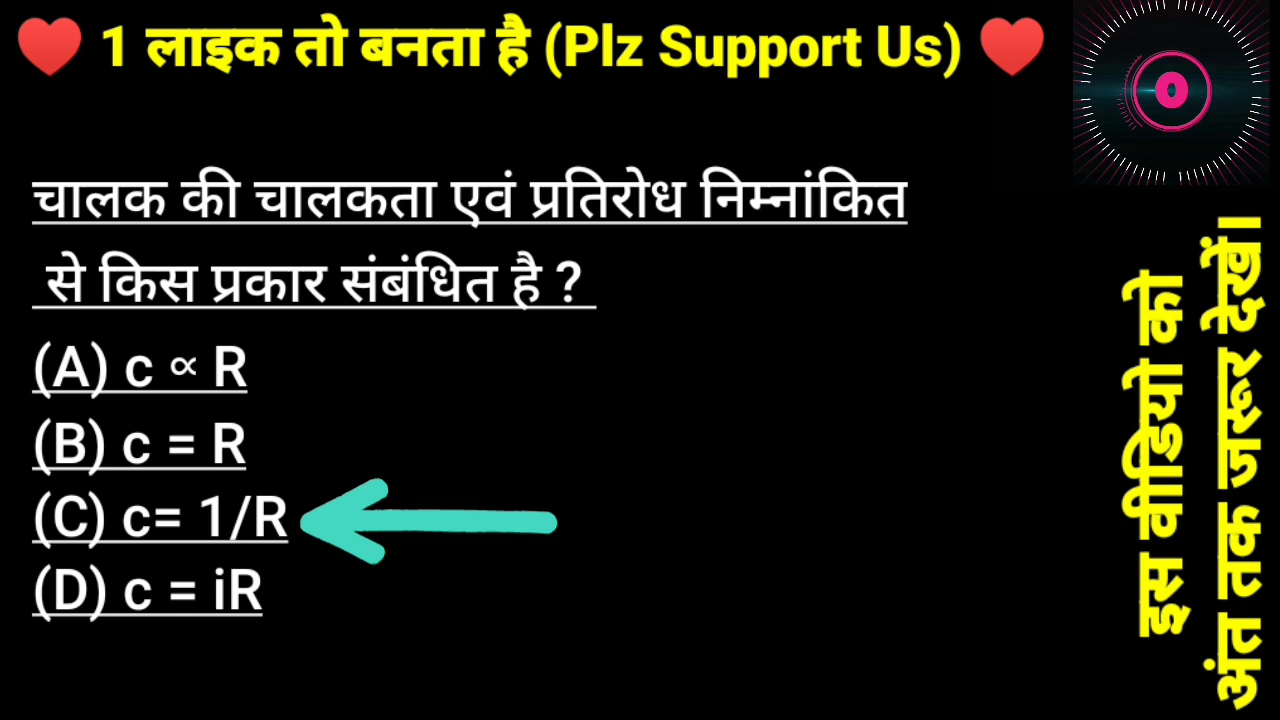 ♥ 1 लाइक तो बनता है (Plz Support Us) ♥
चालक की चालकता एवं प्रतिरोध निम्नांकित
से किस प्रकार संबंधित है ?
(A) c ∝ R
(B) c = R
(C) c= 1/R
(D) c = iR
इस वीडियो को
अंत तक जरूर देखें।